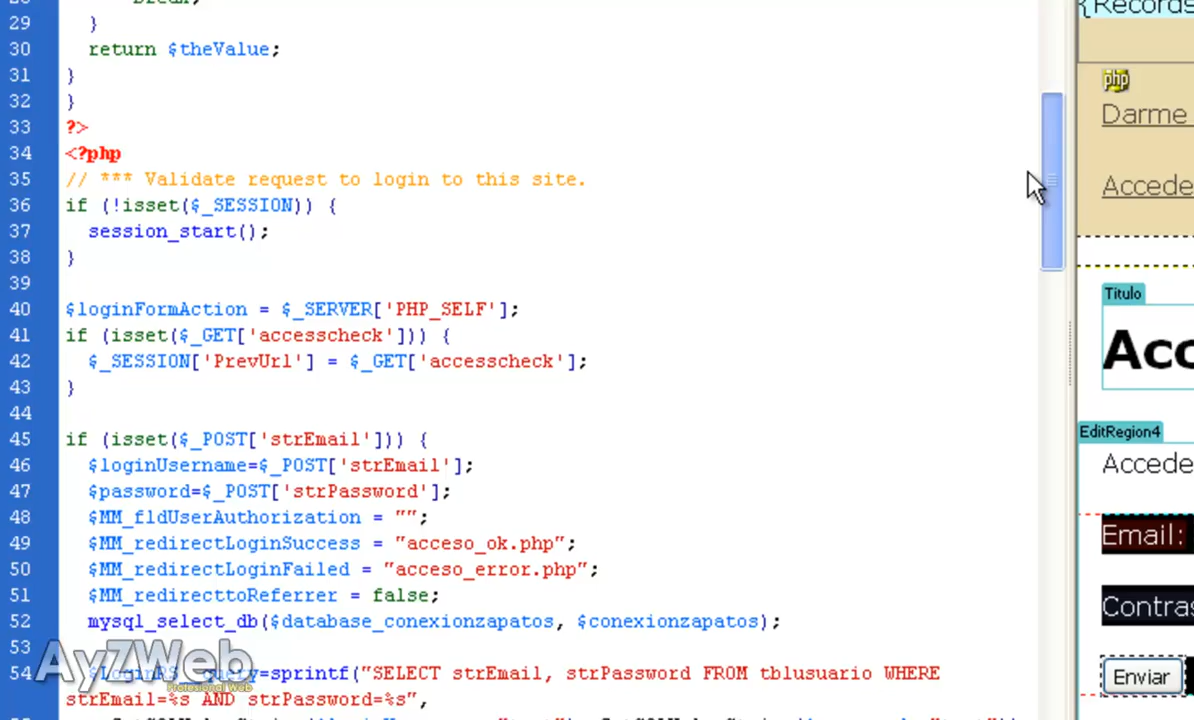 29 }
30 return $theValue;
31 }
32 }
33 ?>
34 <?php
35 // *** Validate request to login to this site.
36 if (!isset($_SESSION)) {
37 session_start();
38 }
39
40 $loginFormAction = $_SERVER['PHP_SELF'];
41 if (isset($_GET['accesscheck'])) {
42 $_SESSION['PrevUrl'] = $_GET['accesscheck'];
43 }
44
45 if (isset($_POST['strEmail'])) {
46 $loginUsername=$_POST['strEmail'];
47 $password=$_POST['strPassword'];
48 $MM_fldUserAuthorization = "";
49 $MM_redirectLoginSuccess = "acceso_ok.php";
50 $MM_redirectLoginFailed = "acceso_error.php";
51 $MM_redirecttoReferrer = false;
52 mysql_select_db($database_conexionzapatos, $conexionzapatos);
53
54 $LoginRS__query=sprintf("SELECT strEmail, strPassword FROM tblusuario WHERE
strEmail=%s AND strPassword=%s",
AyZWeb
Profesional Web
{Records
php
Darme
Accede
Titulo
Acc
EditRegion4
Accede
Email:
Contras
Enviar